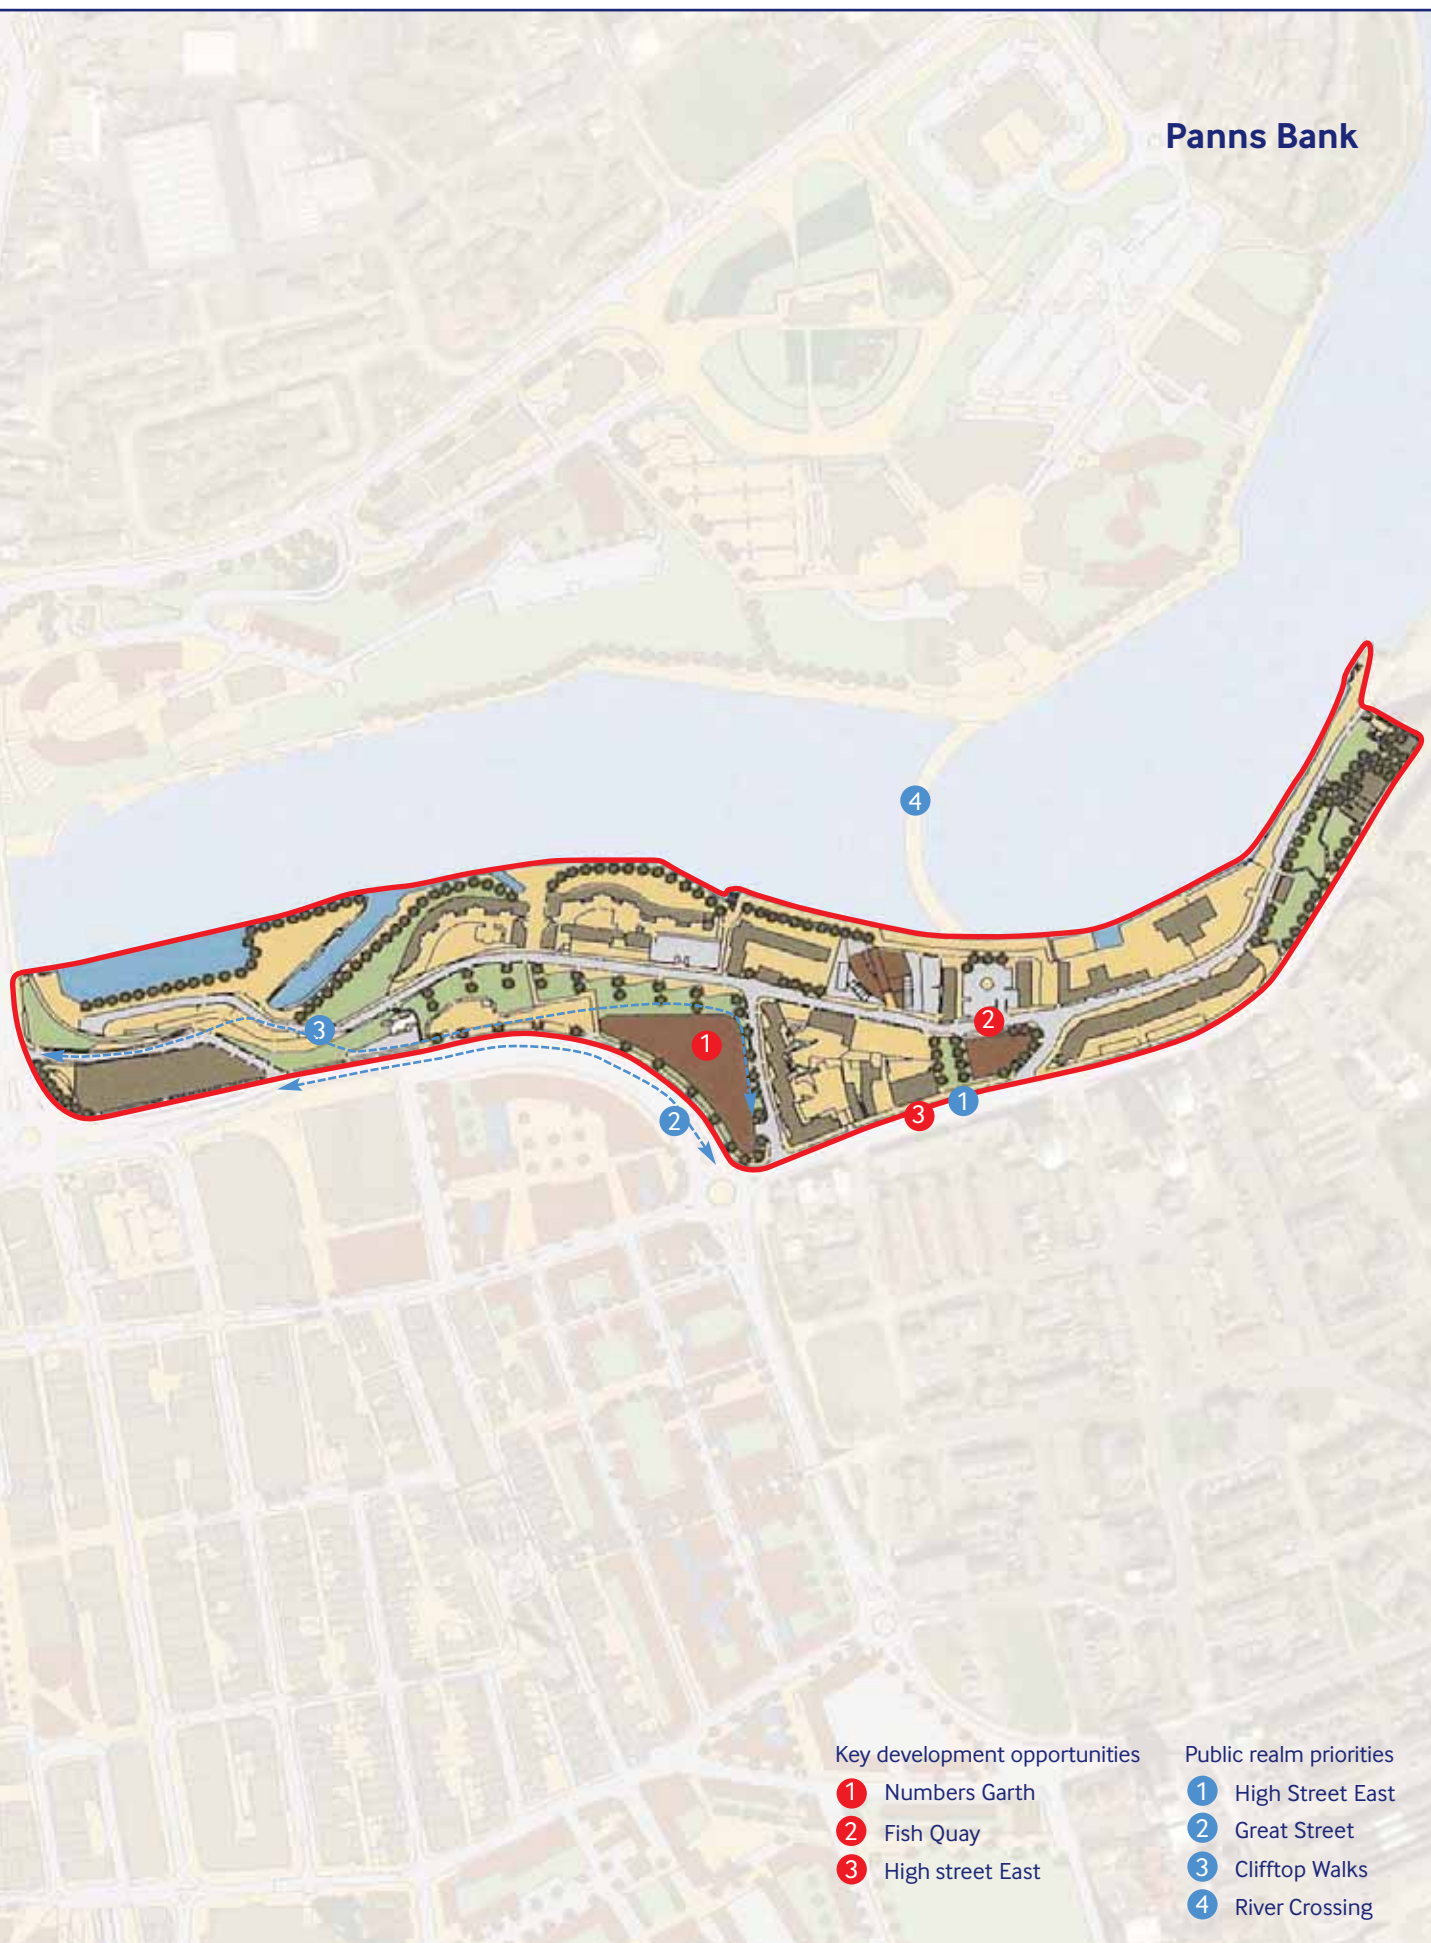 Panns Bank
4
3
1
2
2
3
1
Key development opportunities
1 Numbers Garth
2 Fish Quay
3 High street East
Public realm priorities
1 High Street East
2 Great Street
3 Clifftop Walks
4 River Crossing